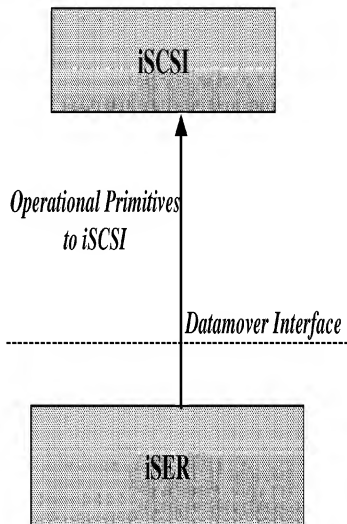 iSCSI
Operational Primitives
to iSCSI
Datamover Interface
iSER